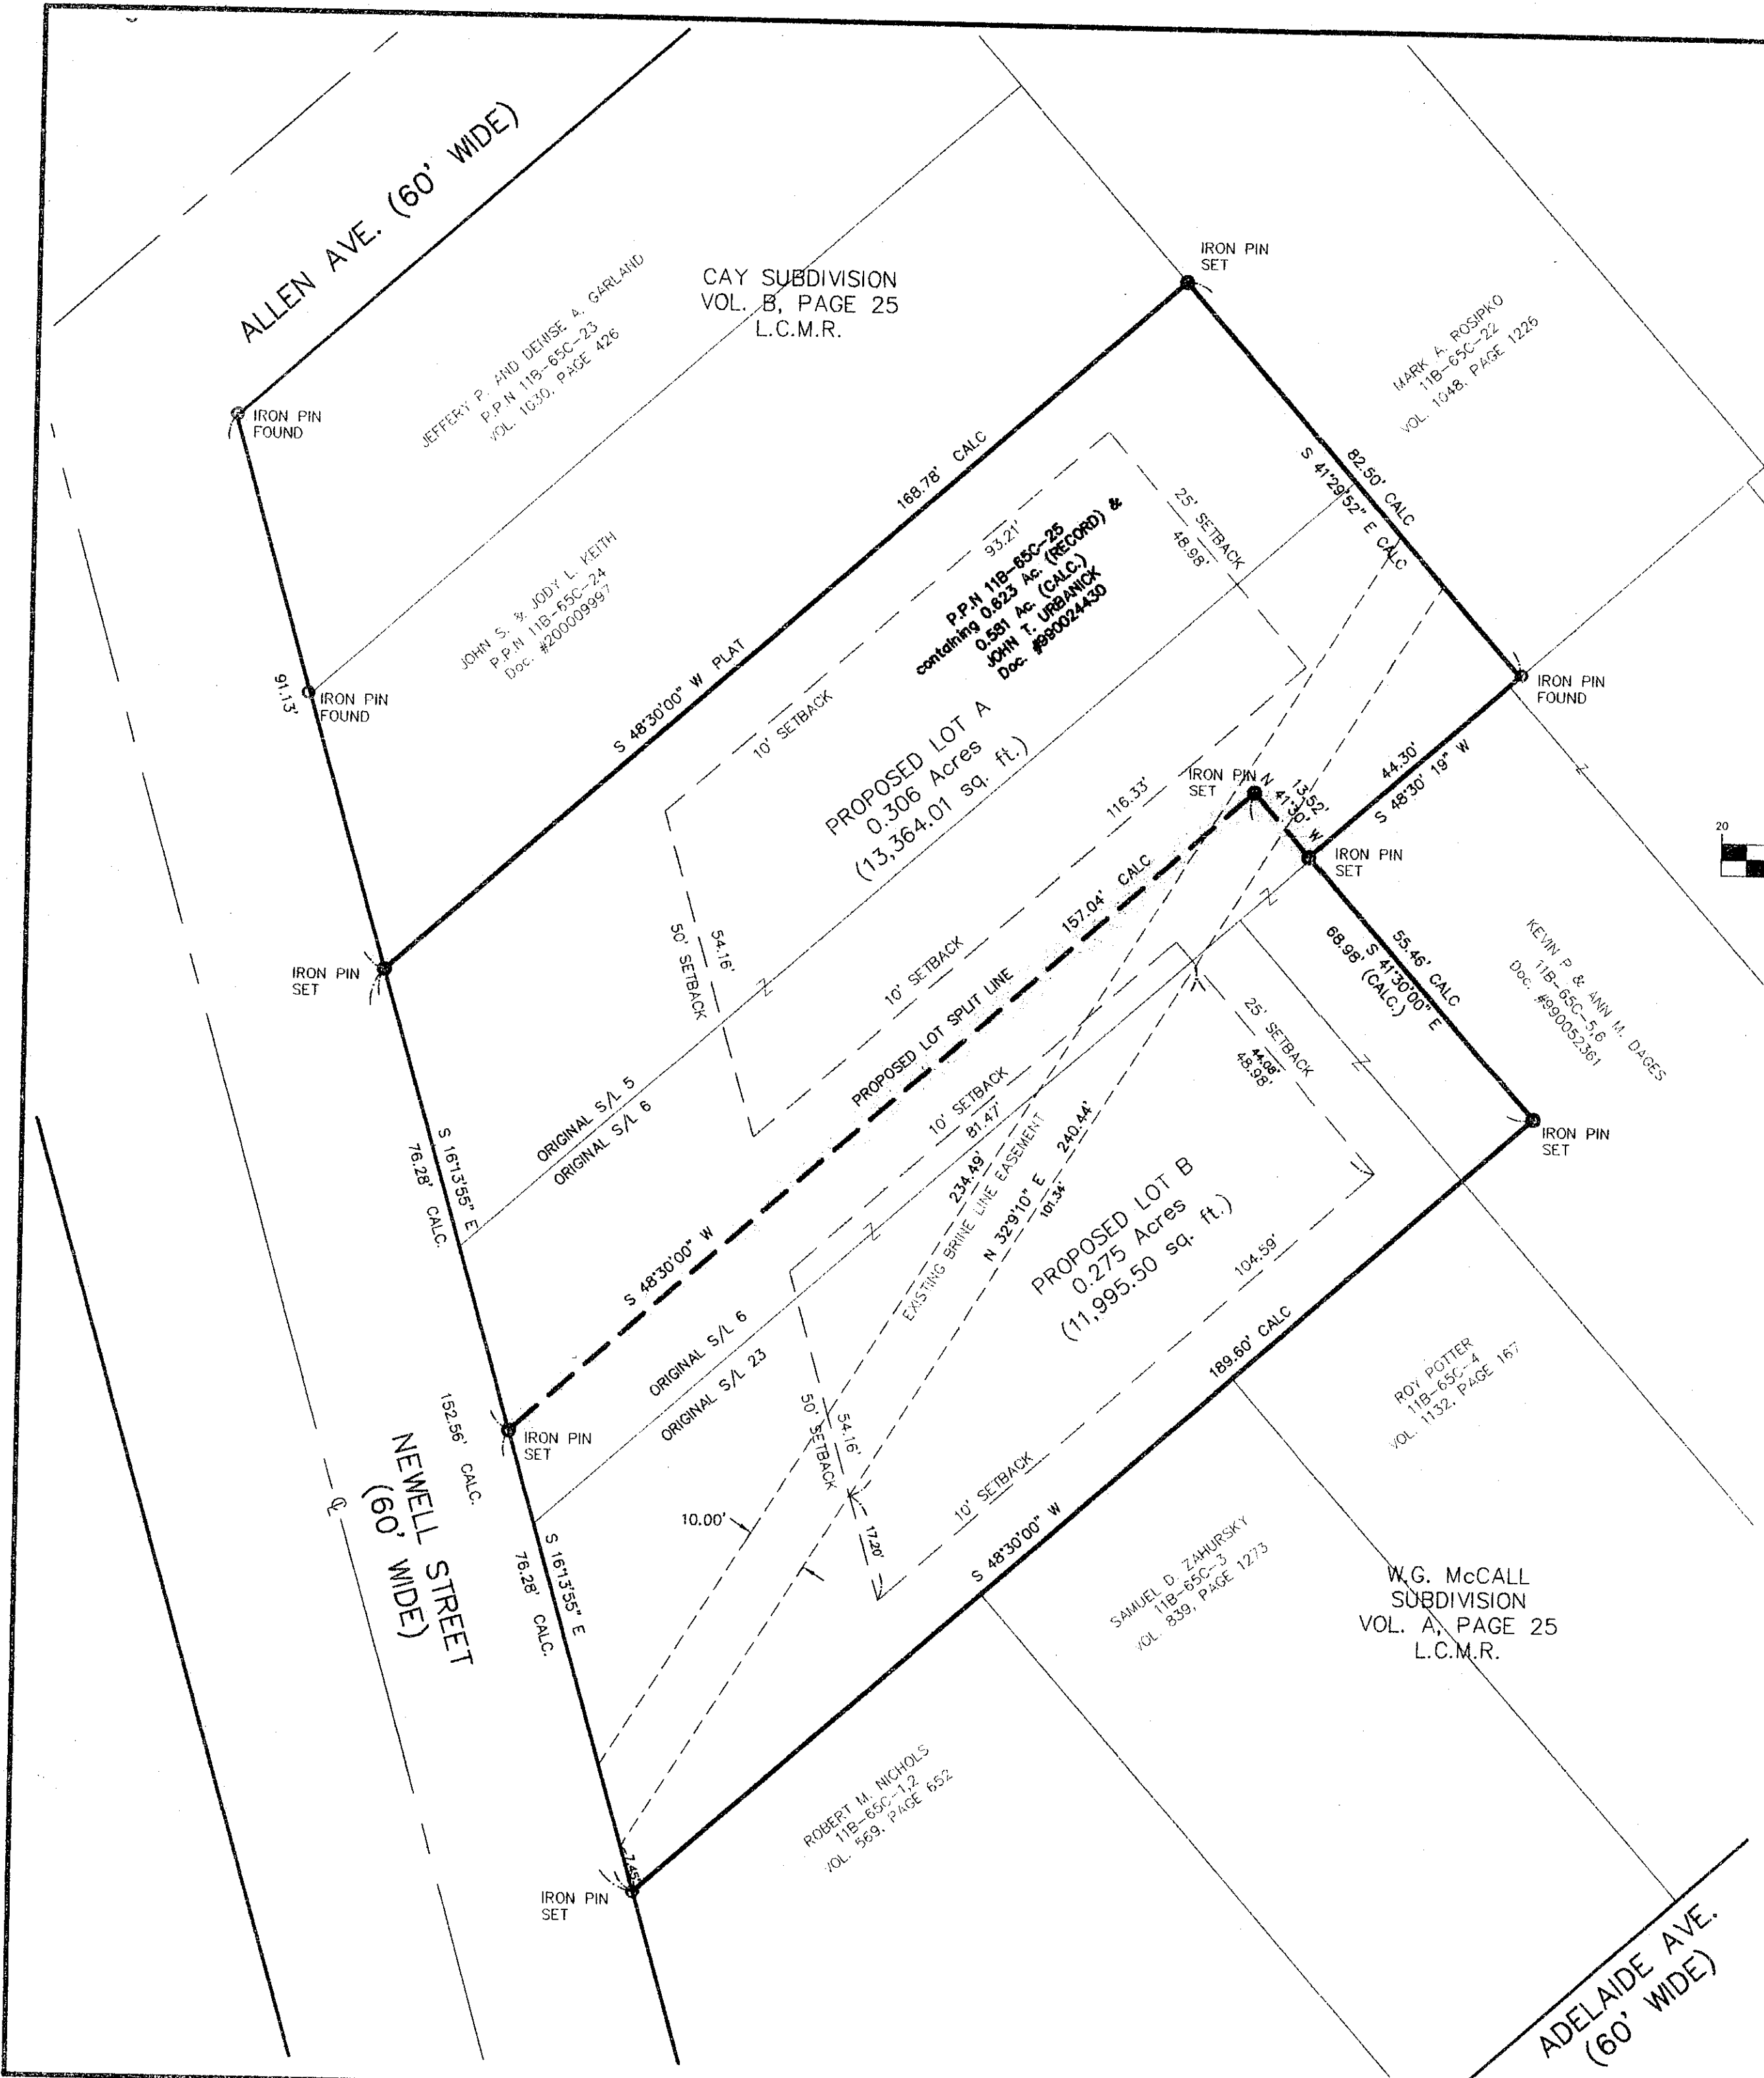 ALLEN AVE. (60' WIDE)
CAY SUBDIVISION
VOL. B, PAGE 25
L.C.M.R.
IRON PIN
SET
JEFFERY P. AND DENISE A. GARLAND
P.P.N 11B-65C-23
VOL. 1030, PAGE 426
MARK A. ROSIPKO
11B-65C-22
VOL. 1048, PAGE 1226
IRON PIN
FOUND
JOHN S. & JODY L. KEITH
P.P.N 11B-65C-24
Doc. #200009997
91.13'
IRON PIN
FOUND
168.78' CALC
S 48°30'00" W PLAT
82.50' CALC
S 41°29'52" E CALC
93.21'
10' SETBACK
25' SETBACK
48.98'
P.P.N 11B-65C-25
containing 0.623 Ac. (RECORD) &
0.581 Ac. (CALC.)
JOHN T. URBANICK
Doc. #990024430
IRON PIN
FOUND
PROPOSED LOT A
0.306 Acres
(13,364.01 sq. ft.)
116.33'
10' SETBACK
54.16'
50' SETBACK
IRON PIN
SET
N 41°30' W
13.52'
44.30'
S 48°30' 19" W
IRON PIN
SET
20
IRON PIN
SET
157.04' CALC
PROPOSED LOT SPLIT LINE
S 48°30'00" W
55.46' CALC
S 41°30'00" E
68.98' (CALC.)
KEVIN P. & ANN M. DAGES
11B-65C-5,6
Doc. #990052361
IRON PIN
SET
ORIGINAL S/L 5
ORIGINAL S/L 6
S 16°13'55" E
76.28' CALC.
10' SETBACK
81.47'
25' SETBACK
44.08'
48.98'
234.49'
EXISTING BRINE LINE EASEMENT
N 32°9'10" E 240.44'
101.34'
PROPOSED LOT B
0.275 Acres
(11,995.50 sq. ft.)
104.59'
10' SETBACK
189.60' CALC
S 48°30'00" W
ORIGINAL S/L 6
ORIGINAL S/L 23
54.16'
50' SETBACK
17.20'
10.00'
IRON PIN
SET
152.56' CALC.
NEWELL STREET
(60' WIDE)
S 16°13'55" E
76.28' CALC.
ROY POTTER
11B-65C-4
VOL. 1132, PAGE 167
SAMUEL D. ZAHURSKY
11B-65C-3
VOL. 839, PAGE 1273
W.G. McCALL
SUBDIVISION
VOL. A, PAGE 25
L.C.M.R.
ROBERT M. NICHOLS
11B-65C-1,2
VOL. 569, PAGE 652
7.45'
IRON PIN
SET
ADELAIDE AVE.
(60' WIDE)